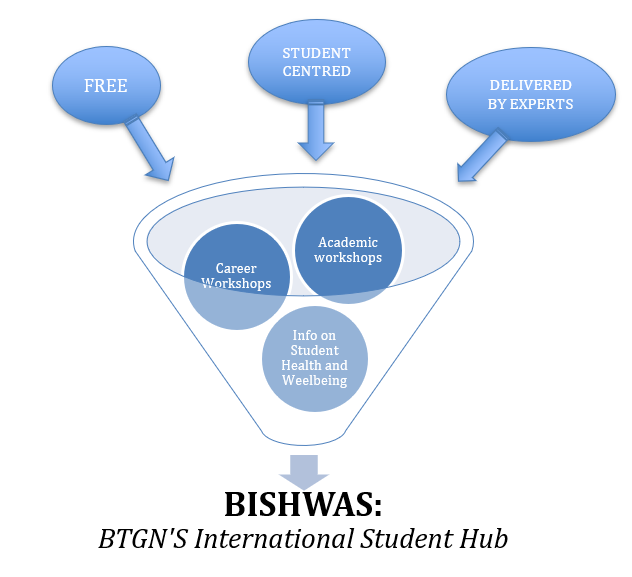 FREE
STUDENT
CENTRED
DELIVERED
BY EXPERTS
Academic
workshops
Career
Workshops
Info on
Student
Health and
Weelbeing
BISHWAS:
BTGN'S International Student Hub